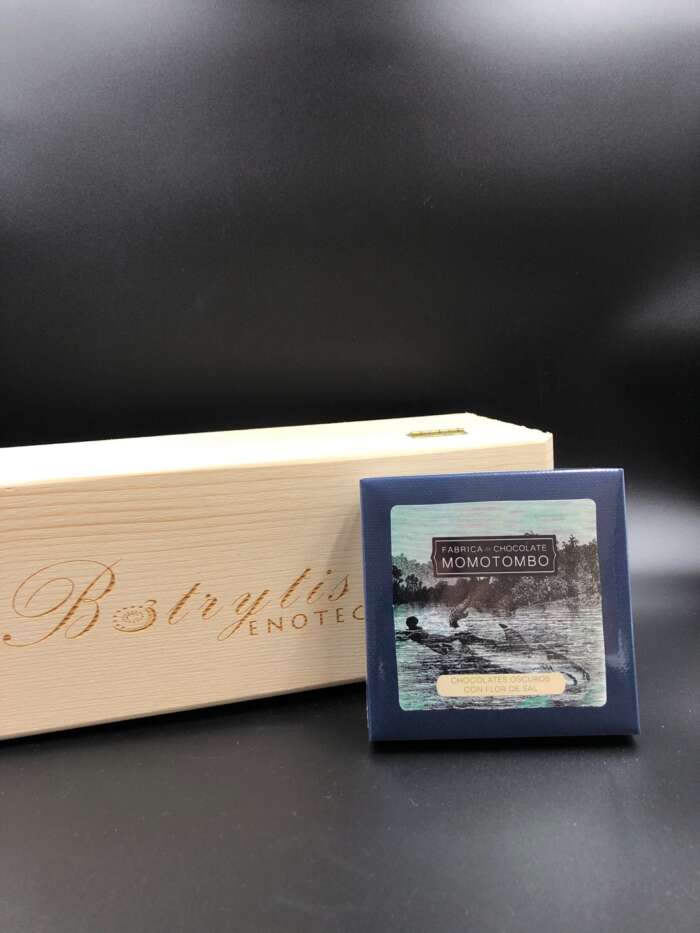 Botrytis
ENOTEC
FABRICA DE CHOCOLATE
MOMOTOMBO
CHOCOLATES OSCUROS
CON FLOR DE SAL